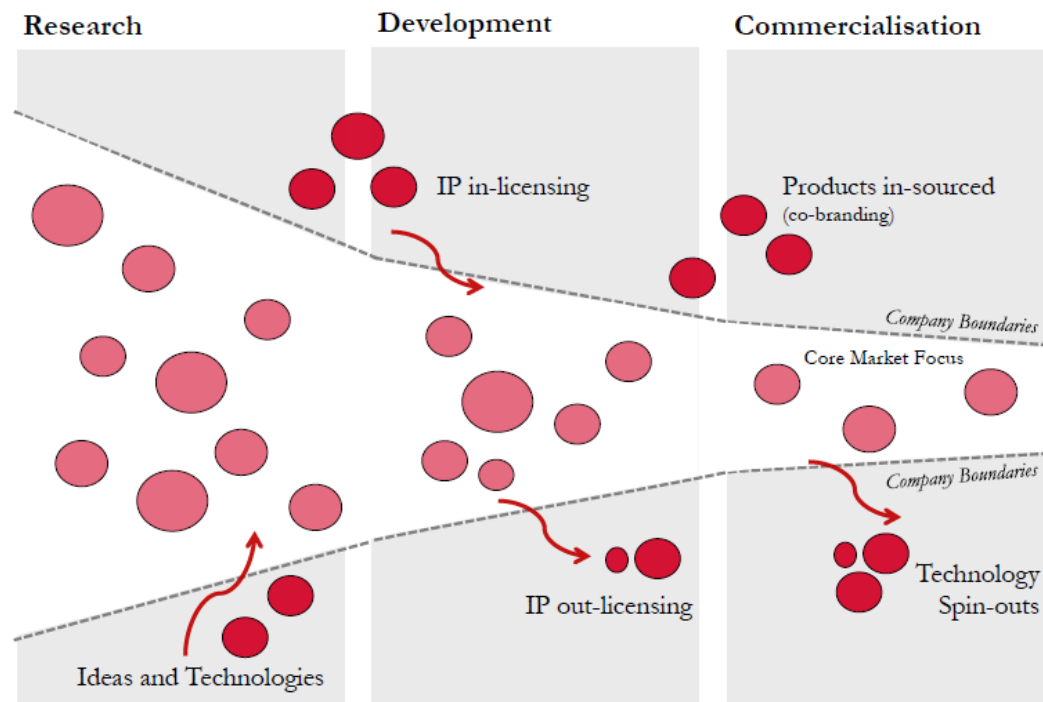 Research
Development
Commercialisation
IP in-licensing
Products in-sourced
(co-branding)
Company Boundaries
Core Market Focus
Company Boundaries
IP out-licensing
Technology
Spin-outs
Ideas and Technologies